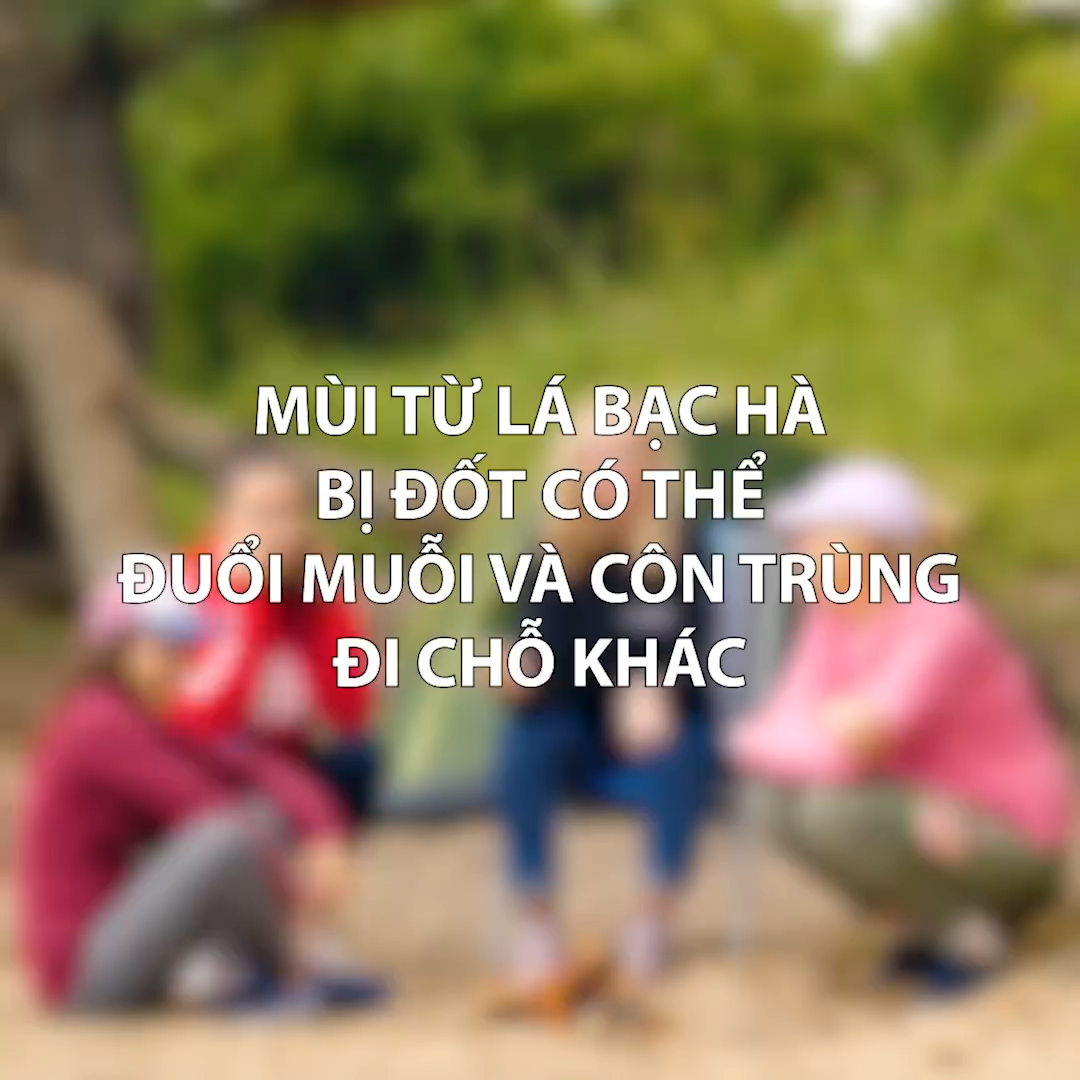 MÙI TỪ LÁ BẠC HÀ
BỊ ĐỐT CÓ THỂ
ĐUỔI MUỖI VÀ CÔN TRÙNG
ĐI CHỖ KHÁC